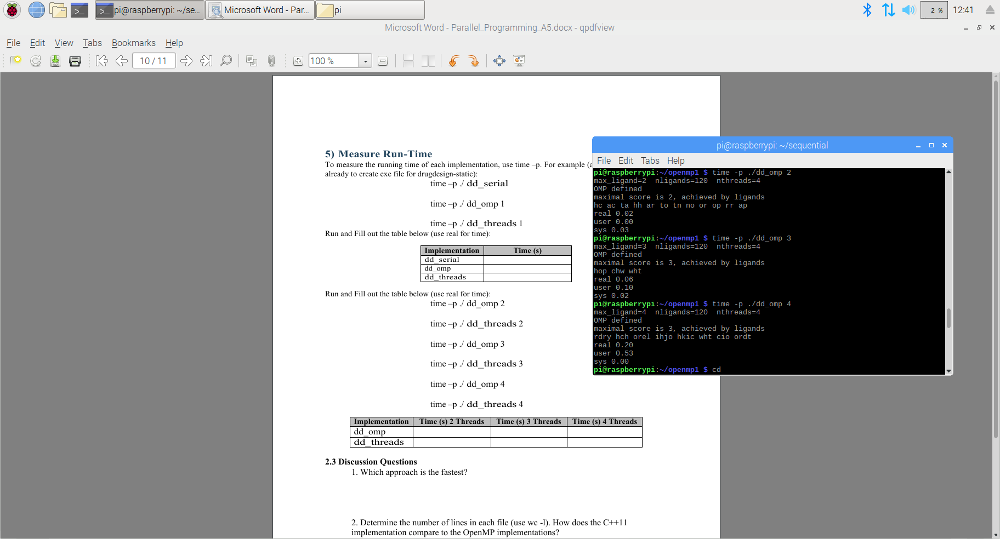 pi@raspberrypi: ~/se...
Microsoft Word - Par...
pi
2 %
12:41
Microsoft Word - Parallel_Programming_A5.docx - qpdfview
File Edit View Tabs Bookmarks Help
10 / 11
100 %
5) Measure Run-Time
To measure the running time of each implementation, use time –p. For example (a
already to create exe file for drugdesign-static):
time –p ./ dd_serial
time –p ./ dd_omp 1
time –p ./ dd_threads 1
Run and Fill out the table below (use real for time):
Implementation Time (s)
dd_serial
dd_omp
dd_threads
Run and Fill out the table below (use real for time):
time –p ./ dd_omp 2
time –p ./ dd_threads 2
time –p ./ dd_omp 3
time –p ./ dd_threads 3
time –p ./ dd_omp 4
time –p ./ dd_threads 4
Implementation Time (s) 2 Threads Time (s) 3 Threads Time (s) 4 Threads
dd_omp
dd_threads
2.3 Discussion Questions
1. Which approach is the fastest?
2. Determine the number of lines in each file (use wc -l). How does the C++11
implementation compare to the OpenMP implementations?
pi@raspberrypi: ~/sequential
File Edit Tabs Help
pi@raspberrypi:~/openmp1 $ time -p ./dd_omp 2
max_ligand=2  nligands=120  nthreads=4
OMP defined
maximal score is 2, achieved by ligands
hc ac ta hh ar to tn no or op rr ap
real 0.02
user 0.00
sys 0.03
pi@raspberrypi:~/openmp1 $ time -p ./dd_omp 3
max_ligand=3  nligands=120  nthreads=4
OMP defined
maximal score is 3, achieved by ligands
hop chw wht
real 0.06
user 0.10
sys 0.02
pi@raspberrypi:~/openmp1 $ time -p ./dd_omp 4
max_ligand=4  nligands=120  nthreads=4
OMP defined
maximal score is 3, achieved by ligands
rdry hch orel ihjo hkic wht cio ordt
real 0.20
user 0.53
sys 0.00
pi@raspberrypi:~/openmp1 $ cd